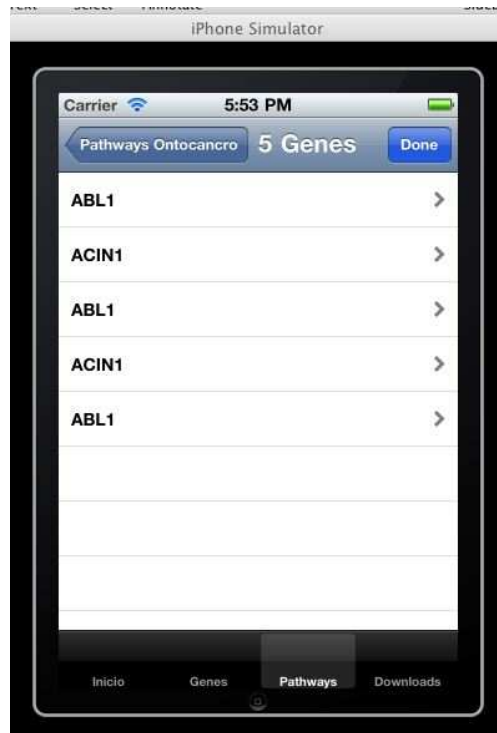 iPhone Simulator
Carrier 5:53 PM
Pathways Ontocancro 5 Genes Done
ABL1
ACIN1
ABL1
ACIN1
ABL1
Inicio Genes Pathways Downloads